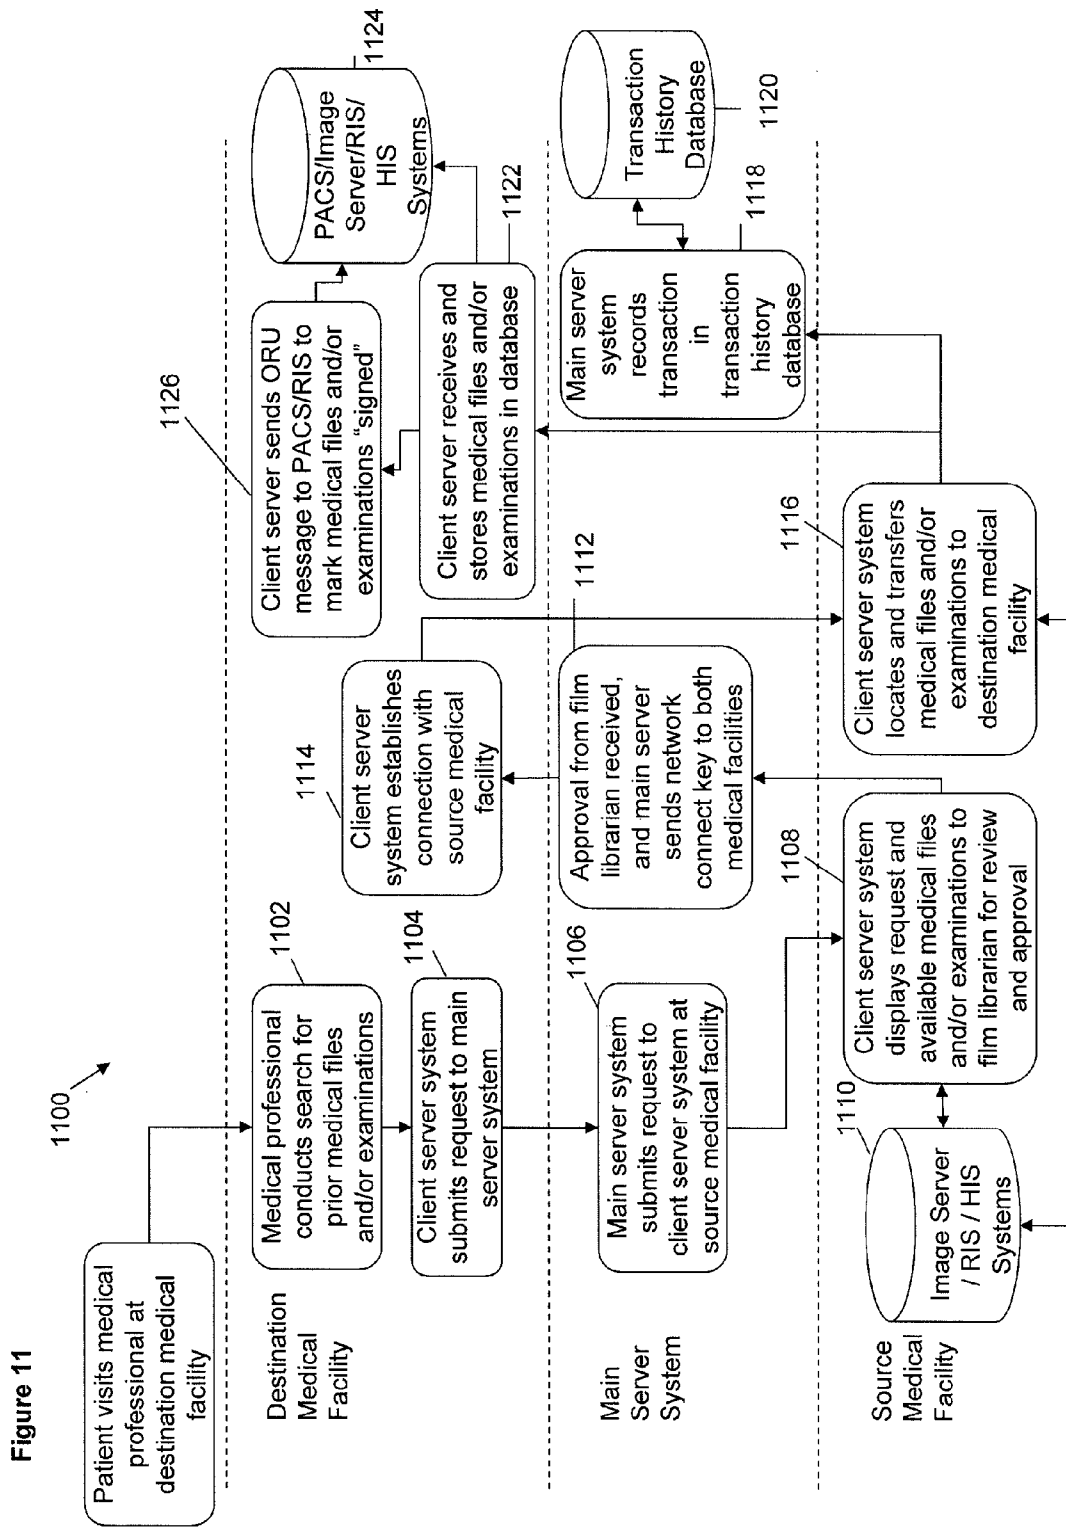 Figure 11
1100
Patient visits medical
professional at
destination medical
facility
Destination
Medical
Facility
1102
Medical professional
conducts search for
prior medical files
and/or examinations
1104
Client server system
submits request to main
server system
1114
Client server
system establishes
connection with
source medical
facility
1126
Client server sends ORU
message to PACS/RIS to
mark medical files and/or
examinations “signed”
1122
Client server receives and
stores medical files and/or
examinations in database
1124
PACS/Image
Server/RIS/
HIS
Systems
Main
Server
System
1106
Main server system
submits request to
client server system at
source medical facility
1112
Approval from film
librarian received,
and main server
sends network
connect key to both
medical facilities
1118
Main server
system
records
transaction
in
transaction
history
database
1120
Transaction
History
Database
Source
Medical
Facility
1110
Image Server
/ RIS / HIS
Systems
1108
Client server system
displays request and
available medical files
and/or examinations to
film librarian for review
and approval
1116
Client server system
locates and transfers
medical files and/or
examinations to
destination medical
facility